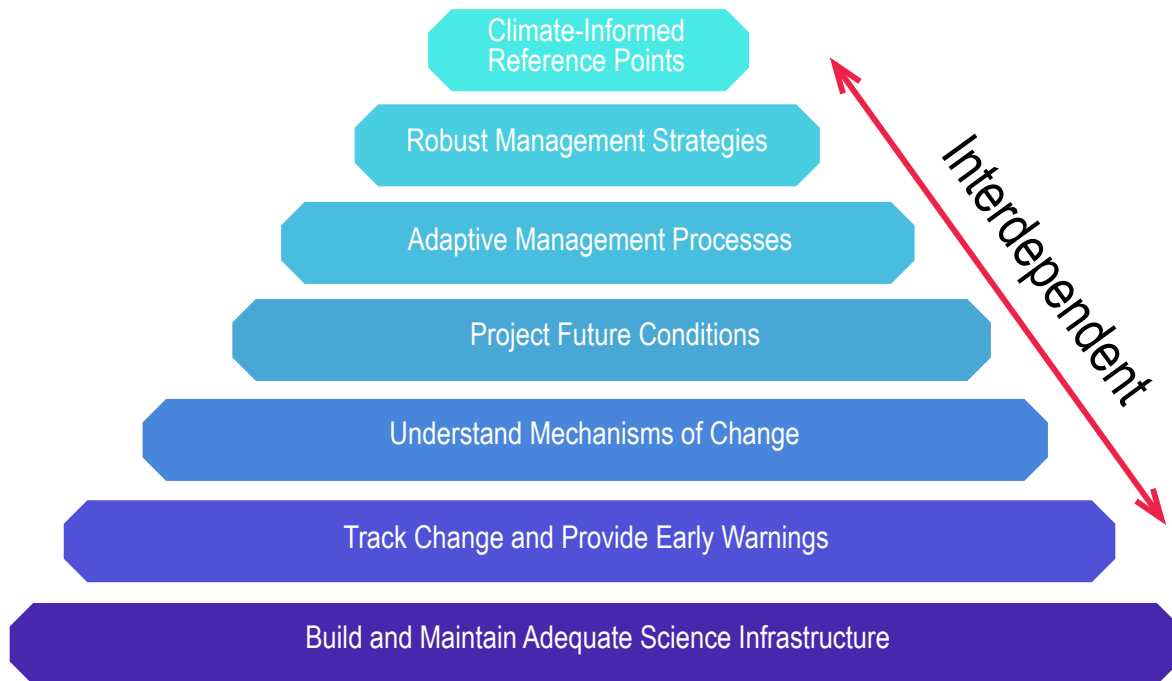 Climate-Informed
Reference Points
Robust Management Strategies
Adaptive Management Processes
Project Future Conditions
Understand Mechanisms of Change
Track Change and Provide Early Warnings
Build and Maintain Adequate Science Infrastructure
Interdependent